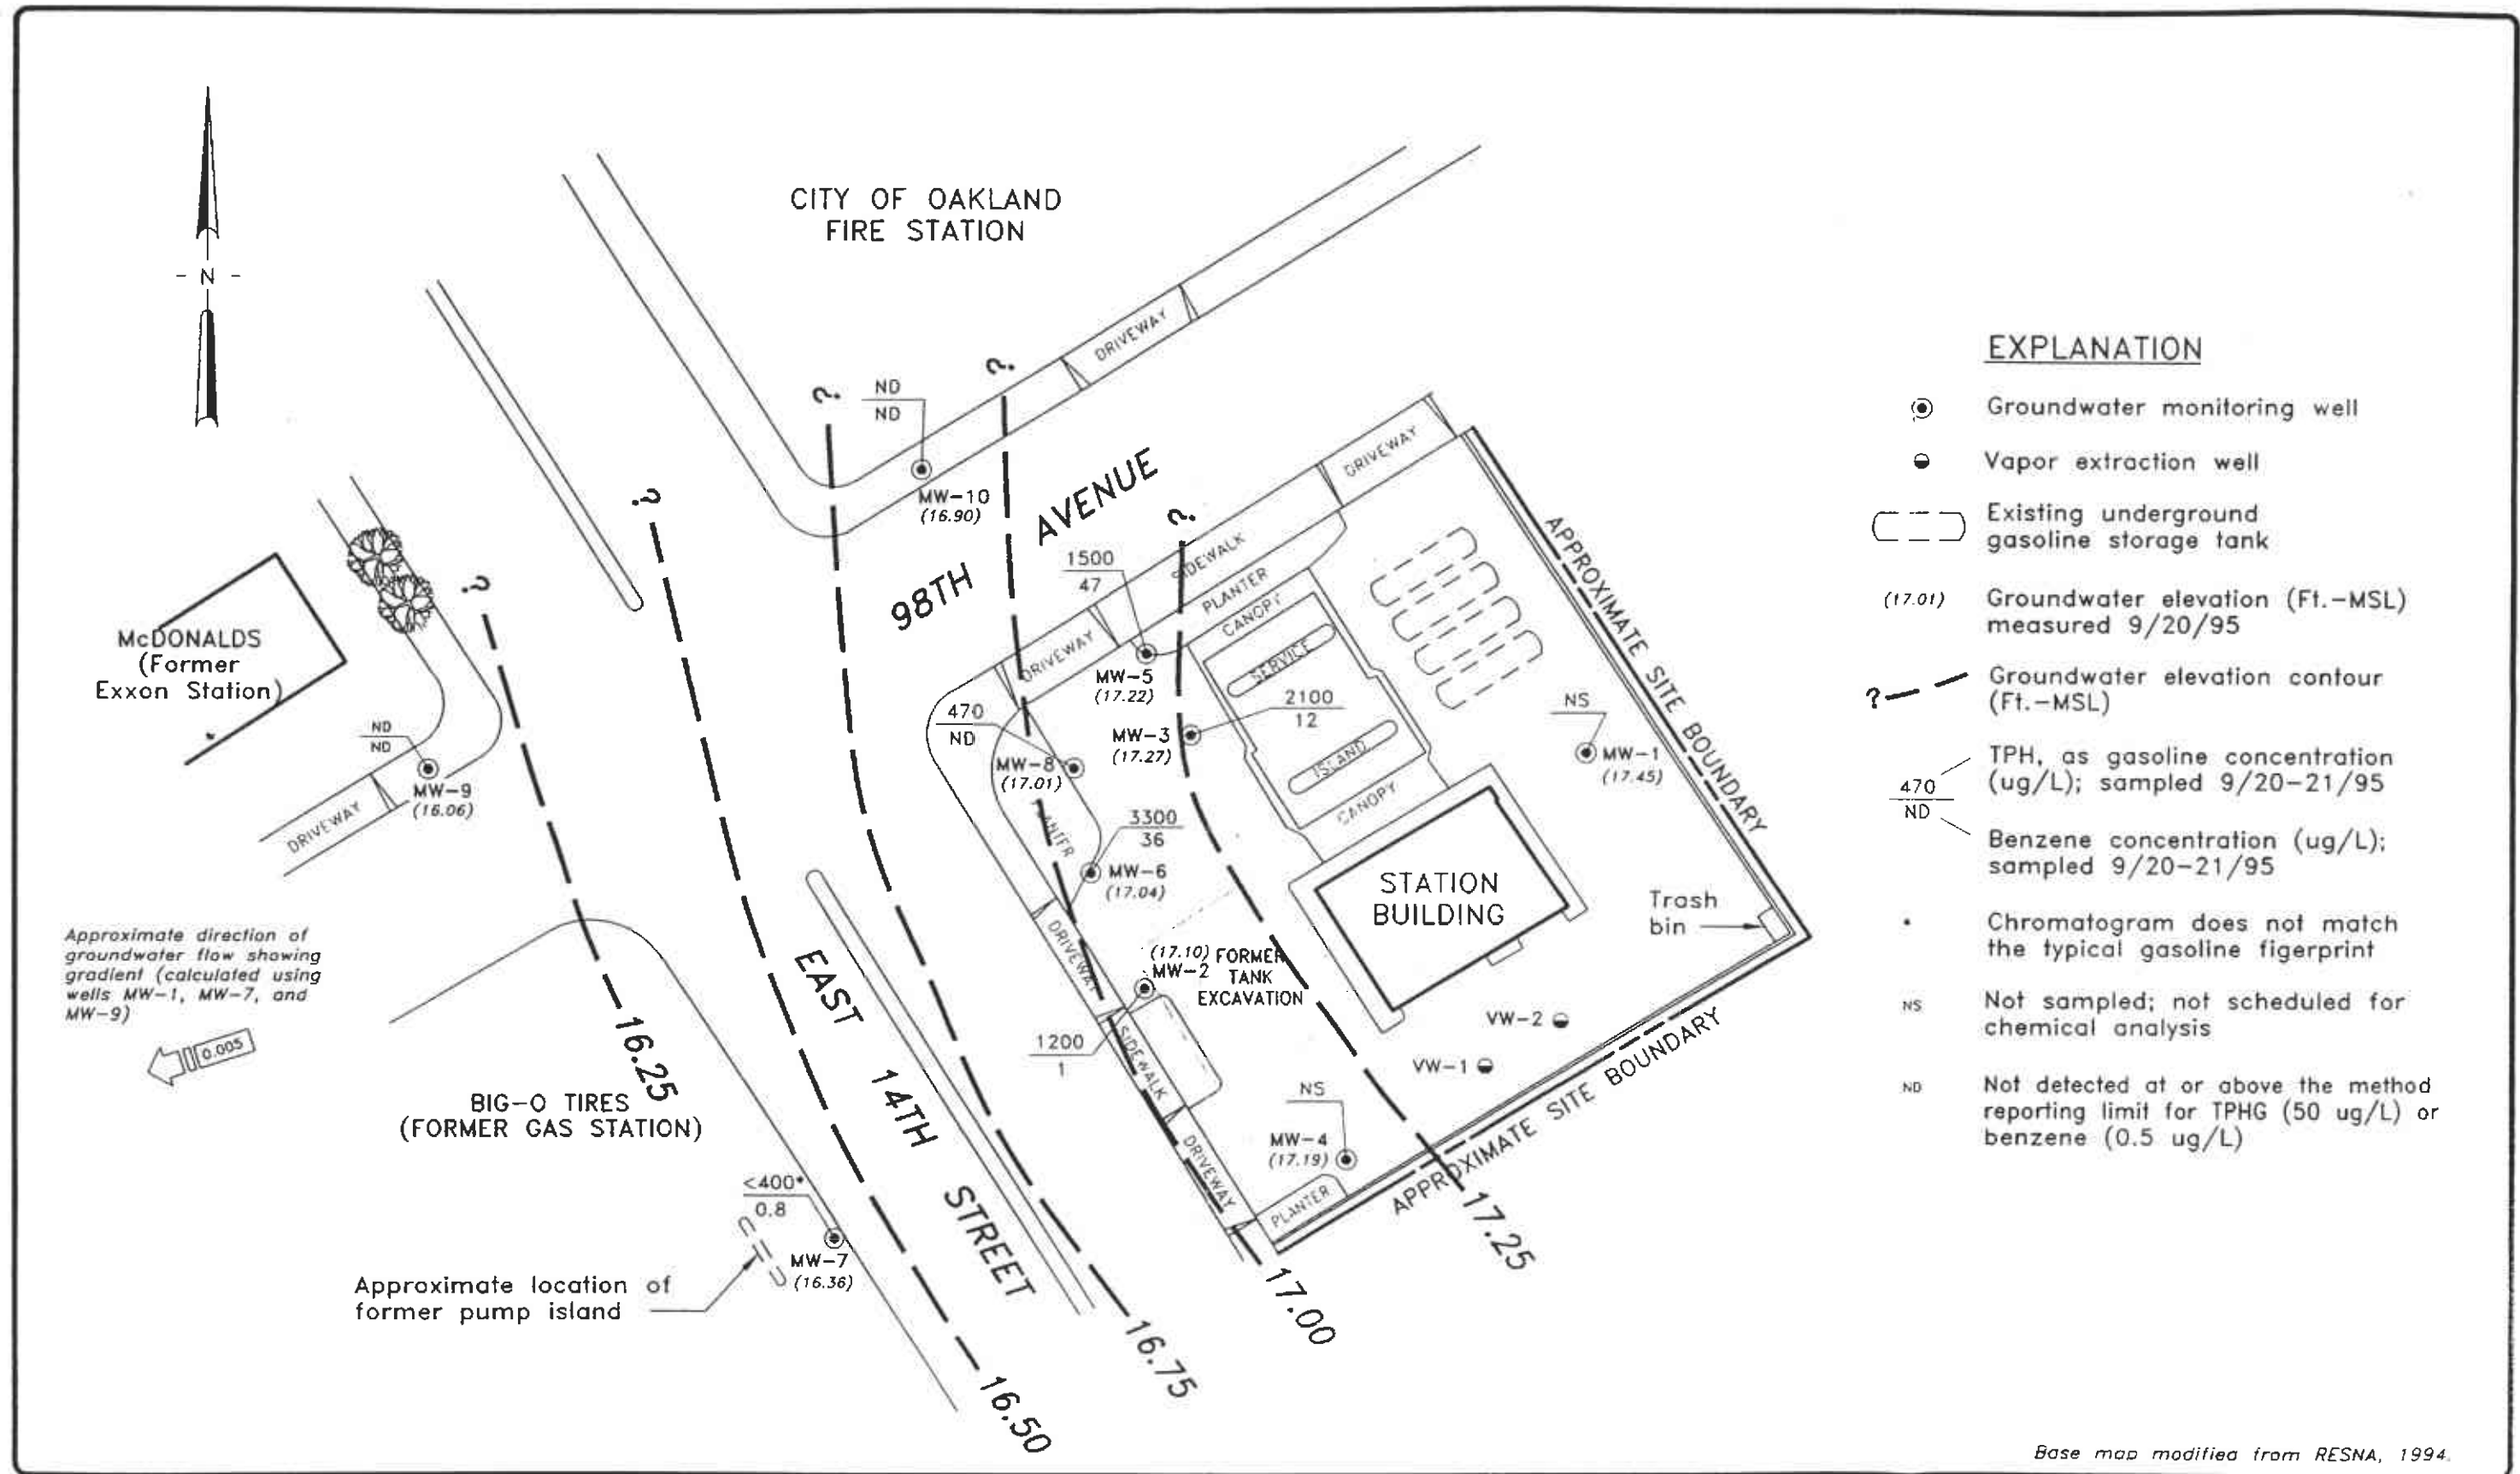 CITY OF OAKLAND
FIRE STATION
- N -
?
?
?
?
?
ND
ND
MW-10
(16.90)
DRIVEWAY
98TH AVENUE
DRIVEWAY
SIDEWALK
PLANTER
CANOPY
SERVICE
ISLAND
CANOPY
1500
47
DRIVEWAY
MW-5
(17.22)
2100
12
MW-3
(17.27)
470
ND
MW-8
(17.01)
3300
36
MW-6
(17.04)
NS
MW-1
(17.45)
APPROXIMATE SITE BOUNDARY
McDONALDS
(Former
Exxon Station)
ND
ND
MW-9
(16.06)
DRIVEWAY
STATION
BUILDING
Trash
bin
DRIVEWAY
(17.10) FORMER
MW-2 TANK
EXCAVATION
1200
1
SIDEWALK
VW-2
VW-1
NS
MW-4
(17.19)
DRIVEWAY
PLANTER
APPROXIMATE SITE BOUNDARY
Approximate direction of
groundwater flow showing
gradient (calculated using
wells MW-1, MW-7, and
MW-9)
0.005
BIG-O TIRES
(FORMER GAS STATION)
EAST 14TH STREET
<400*
0.8
MW-7
(16.36)
Approximate location of
former pump island
16.25
16.50
16.75
17.00
17.25
EXPLANATION
Groundwater monitoring well
Vapor extraction well
Existing underground
gasoline storage tank
(17.01) Groundwater elevation (Ft.-MSL)
measured 9/20/95
? Groundwater elevation contour
(Ft.-MSL)
470
ND
TPH, as gasoline concentration
(ug/L); sampled 9/20-21/95
Benzene concentration (ug/L);
sampled 9/20-21/95
* Chromatogram does not match
the typical gasoline figerprint
NS Not sampled; not scheduled for
chemical analysis
ND Not detected at or above the method
reporting limit for TPHG (50 ug/L) or
benzene (0.5 ug/L)
Base map modified from RESNA, 1994.